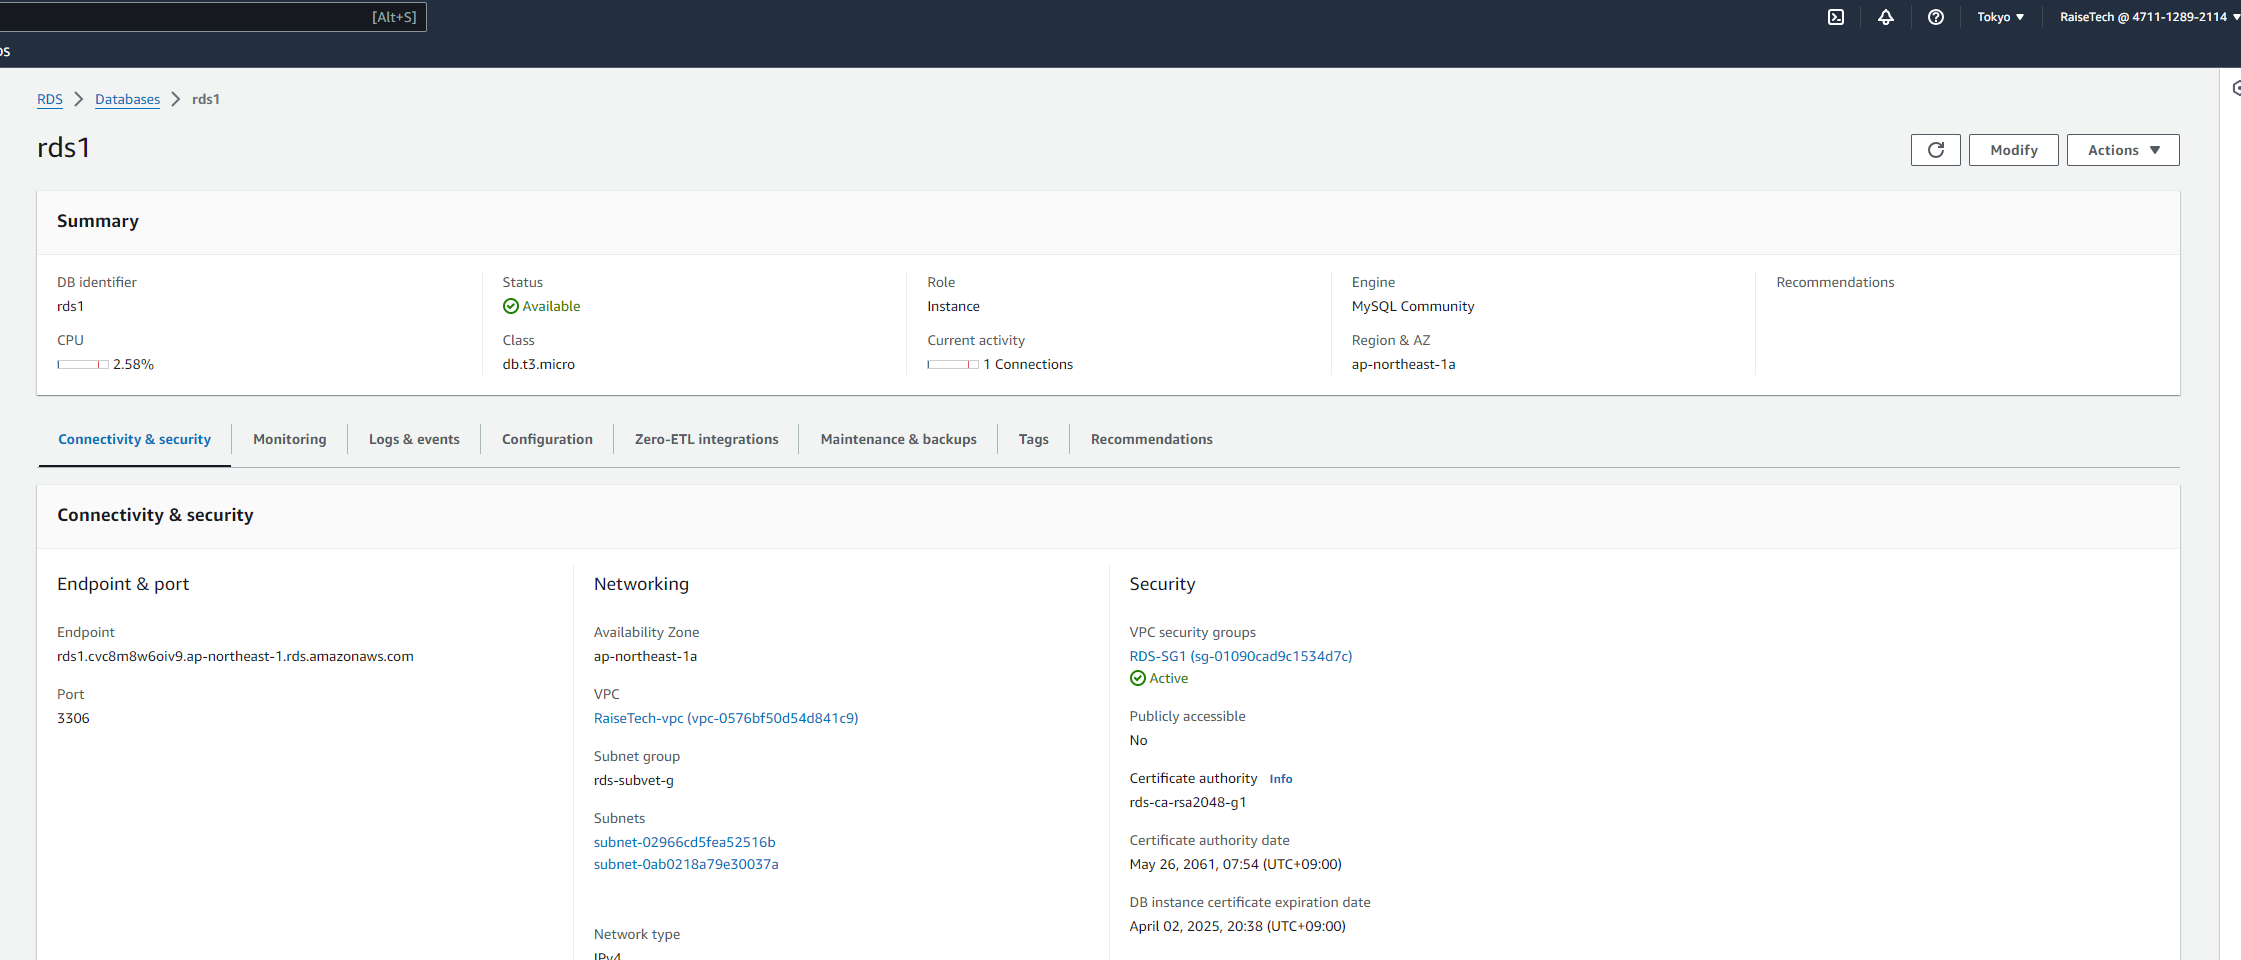 [Alt+S]
Tokyo
RaiseTech @ 4711-1289-2114
os
RDS
Databases
rds1
rds1
Modify
Actions
Summary
DB identifier
rds1
Status
Available
Role
Instance
Engine
MySQL Community
Recommendations
CPU
2.58%
Class
db.t3.micro
Current activity
1 Connections
Region & AZ
ap-northeast-1a
Connectivity & security
Monitoring
Logs & events
Configuration
Zero-ETL integrations
Maintenance & backups
Tags
Recommendations
Connectivity & security
Endpoint & port
Endpoint
rds1.cvc8m8w6oiv9.ap-northeast-1.rds.amazonaws.com
Port
3306
Networking
Availability Zone
ap-northeast-1a
VPC
RaiseTech-vpc (vpc-0576bf50d54d841c9)
Subnet group
rds-subvet-g
Subnets
subnet-02966cd5fea52516b
subnet-0ab0218a79e30037a
Network type
IPv4
Security
VPC security groups
RDS-SG1 (sg-01090cad9c1534d7c)
Active
Publicly accessible
No
Certificate authority Info
rds-ca-rsa2048-g1
Certificate authority date
May 26, 2061, 07:54 (UTC+09:00)
DB instance certificate expiration date
April 02, 2025, 20:38 (UTC+09:00)